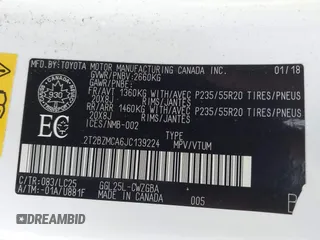 MFD.BY:TOYOTA MOTOR MANUFACTURING CANADA INC. 01/18
GVWR/PNBV:2660KG
GAWR/PNBE:
FR/AVT 1360KG WITH/AVEC P235/55R20 TIRES/PNEUS
20X8J RIMS/JANTES
RR/ARR 1460KG WITH/AVEC P235/55R20 TIRES/PNEUS
20X8J RIMS/JANTES
ICES/NMB-002
CANADA
930
EC
TYPE
2T2BZMCA6JC139224 MPV/VTUM
C/TR:083/LC25 GGL25L-CWZGBA
A/TM:-01A/U881F 005
MADE IN CANADA
DEALERSCOPE